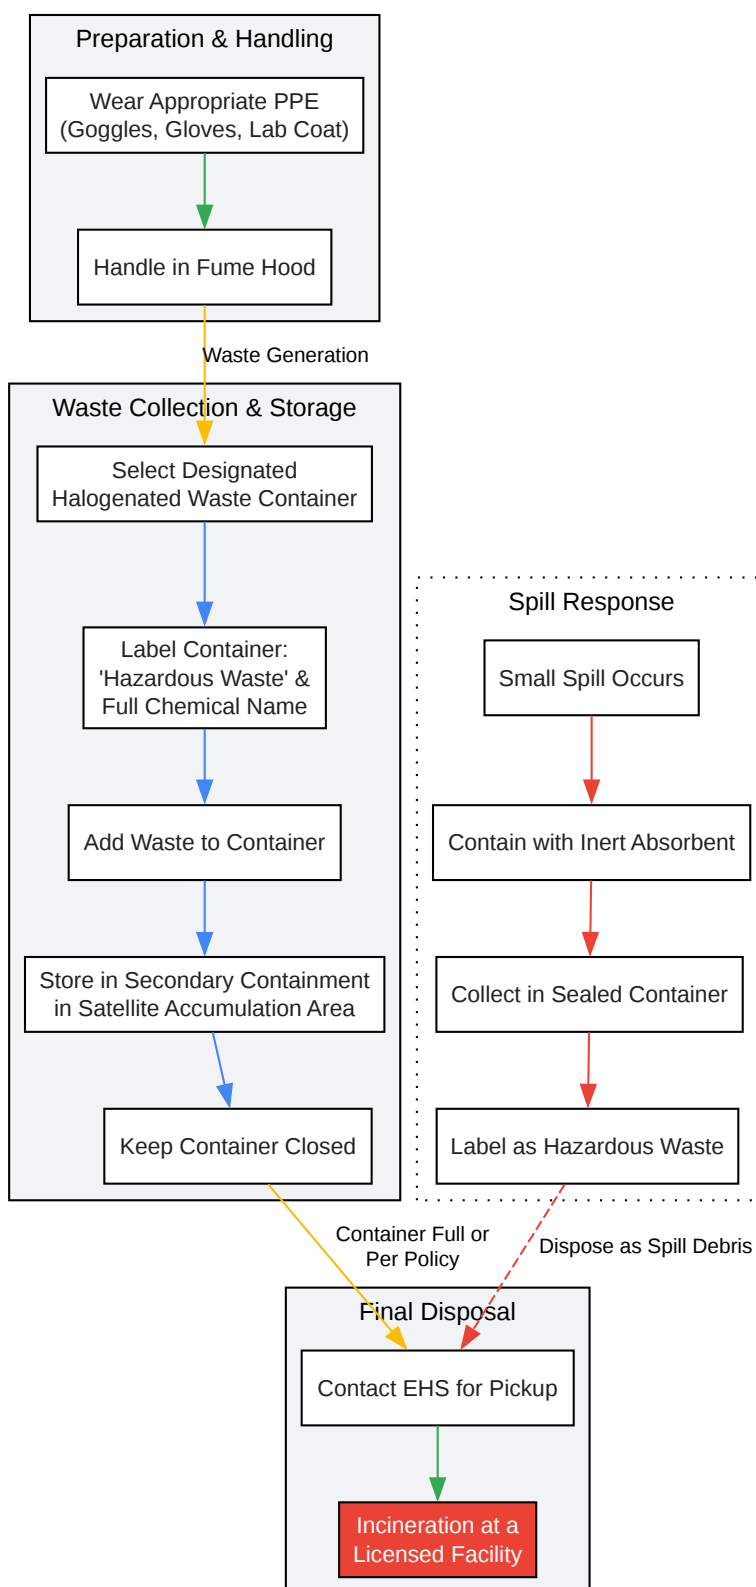 Preparation & Handling
Wear Appropriate PPE
(Goggles, Gloves, Lab Coat)
Handle in Fume Hood
Waste Generation
Waste Collection & Storage
Select Designated
Halogenated Waste Container
Label Container:
'Hazardous Waste' &
Full Chemical Name
Add Waste to Container
Store in Secondary Containment
in Satellite Accumulation Area
Keep Container Closed
Spill Response
Small Spill Occurs
Contain with Inert Absorbent
Collect in Sealed Container
Label as Hazardous Waste
Container Full or
Per Policy
Dispose as Spill Debris
Final Disposal
Contact EHS for Pickup
Incineration at a
Licensed Facility